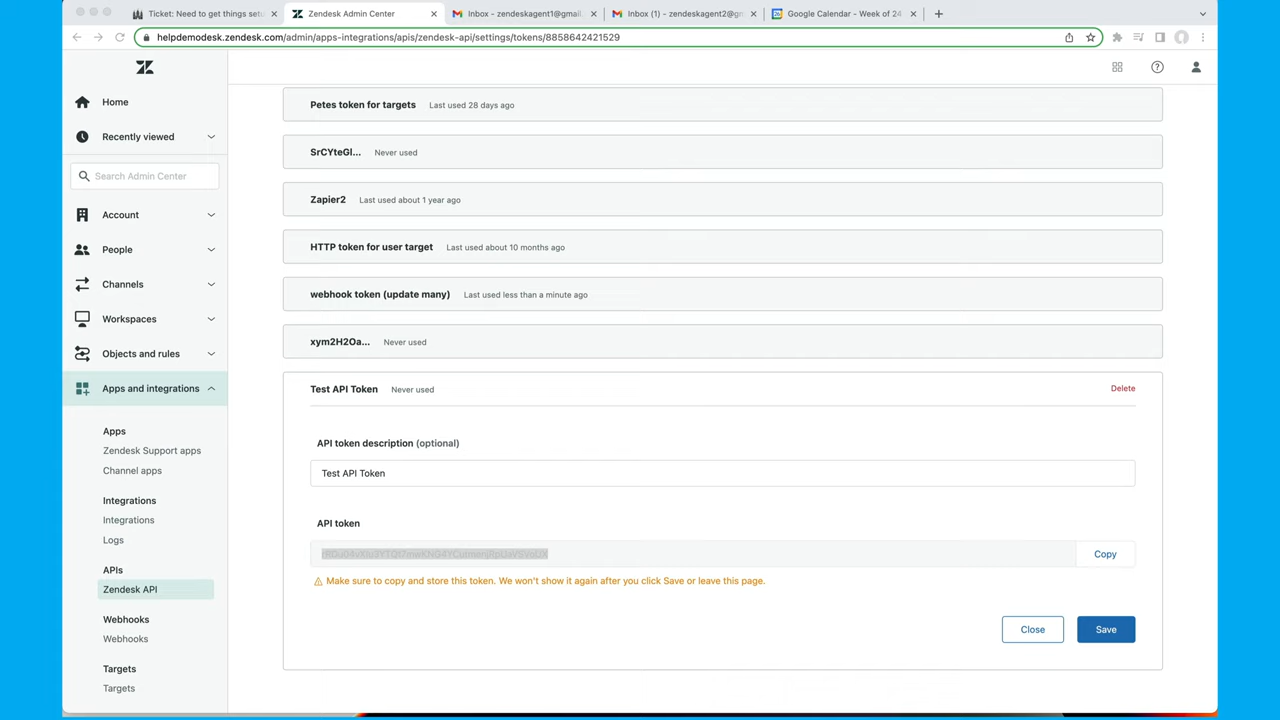 Ticket: Need to get things set
Zendesk Admin Center
Inbox - zendeskagent1@gmail.
Inbox (1) - zendeskagent2@g
Google Calendar - Week of 24
helpdemodesk.zendesk.com/admin/apps-integrations/apis/zendesk-api/settings/tokens/8858642421529
Home
Recently viewed
Search Admin Center
Account
People
Channels
Workspaces
Objects and rules
Apps and integrations
Apps
Zendesk Support apps
Channel apps
Integrations
Integrations
Logs
APIs
Zendesk API
Webhooks
Webhooks
Targets
Targets
Petes token for targets Last used 28 days ago
SrCYteGl... Never used
Zapier2 Last used about 1 year ago
HTTP token for user target Last used about 10 months ago
webhook token (update many) Last used less than a minute ago
xym2H2Oa... Never used
Test API Token Never used Delete
API token description (optional)
Test API Token
API token
Copy
Make sure to copy and store this token. We won't show it again after you click Save or leave this page.
Close Save